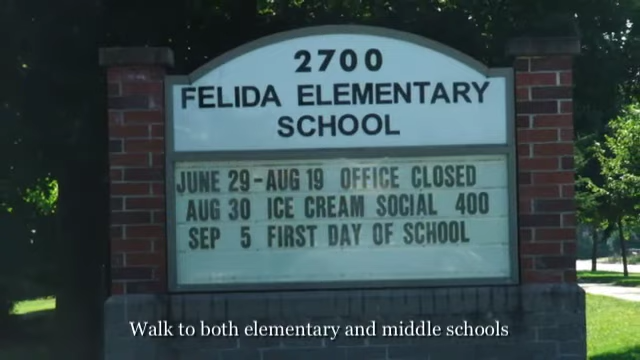 2700
FELIDA ELEMENTARY
SCHOOL
JUNE 29-AUG 19 OFFICE CLOSED
AUG 30 ICE CREAM SOCIAL 400
SEP 5 FIRST DAY OF SCHOOL
Walk to both elementary and middle schools